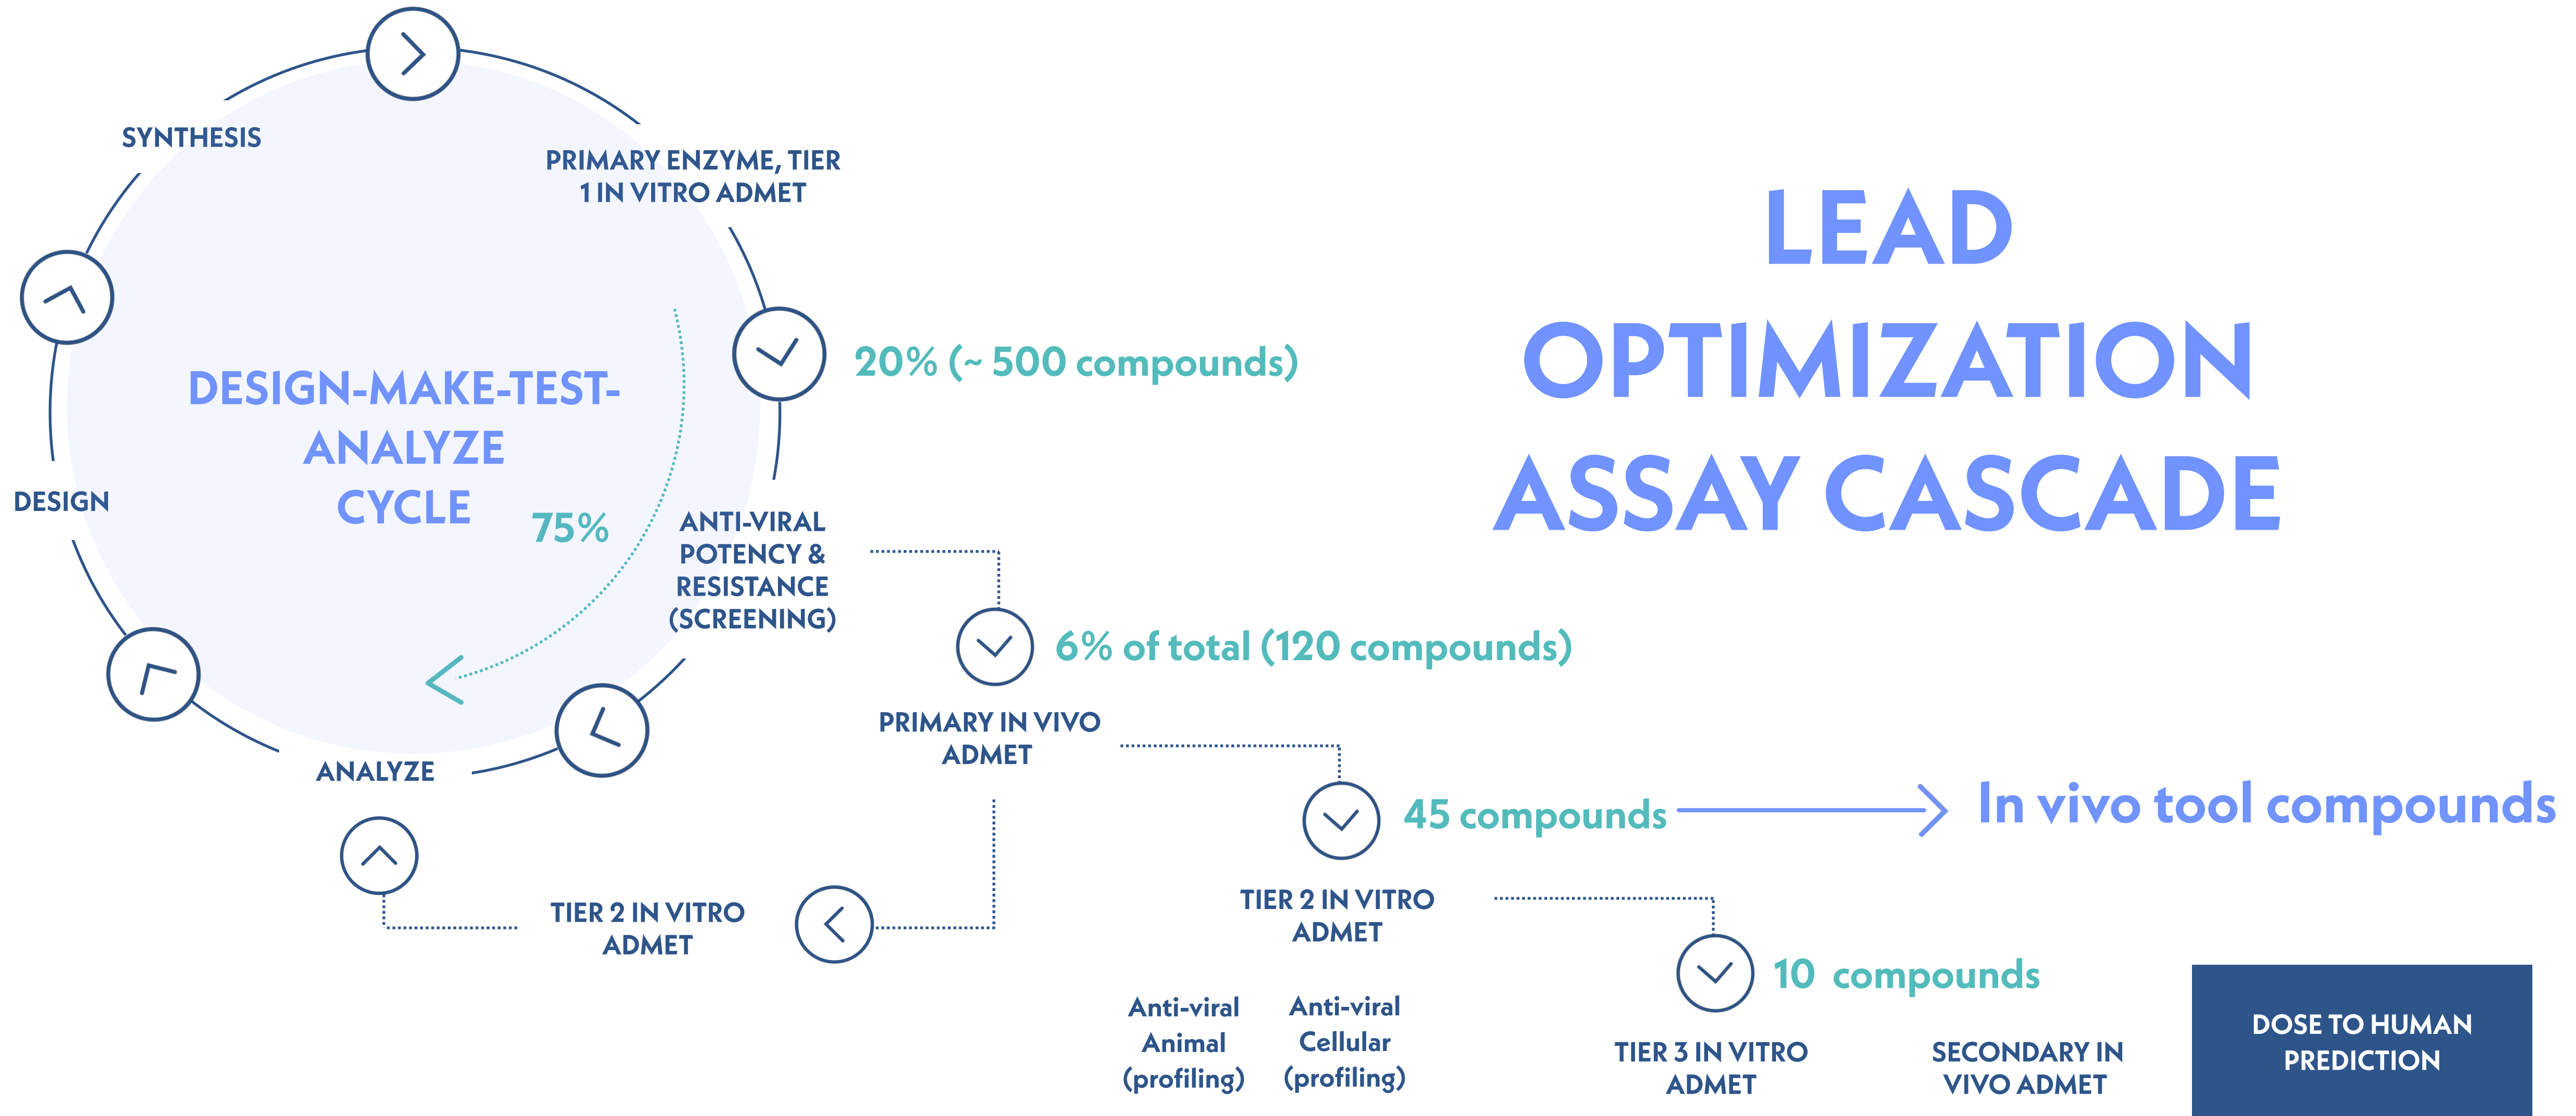 LEAD
OPTIMIZATION
ASSAY CASCADE
SYNTHESIS
PRIMARY ENZYME, TIER
1 IN VITRO ADMET
20% (~ 500 compounds)
DESIGN-MAKE-TEST-
ANALYZE
CYCLE
DESIGN
75%
ANTI-VIRAL
POTENCY &
RESISTANCE
(SCREENING)
6% of total (120 compounds)
PRIMARY IN VIVO
ADMET
ANALYZE
45 compounds
In vivo tool compounds
TIER 2 IN VITRO
ADMET
TIER 2 IN VITRO
ADMET
Anti-viral
Animal
(profiling)
Anti-viral
Cellular
(profiling)
10 compounds
TIER 3 IN VITRO
ADMET
SECONDARY IN
VIVO ADMET
DOSE TO HUMAN
PREDICTION